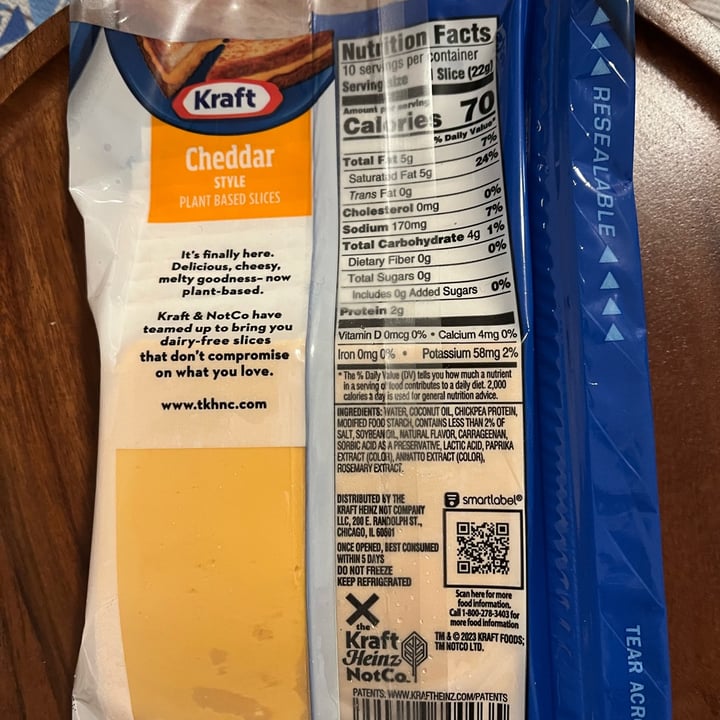 Kraft
Cheddar
STYLE
PLANT BASED SLICES
It's finally here.
Delicious, cheesy,
melty goodness– now
plant-based.
Kraft & NotCo have
teamed up to bring you
dairy-free slices
that don't compromise
on what you love.
www.tkhnc.com
Nutrition Facts
10 servings per container
Serving size 1 Slice (22g)
Amount per serving
Calories 70
% Daily Value*
Total Fat 5g 7%
Saturated Fat 5g 24%
Trans Fat 0g
Cholesterol 0mg 0%
Sodium 170mg 7%
Total Carbohydrate 4g 1%
Dietary Fiber 0g 0%
Total Sugars 0g
Includes 0g Added Sugars 0%
Protein 2g
Vitamin D 0mcg 0% • Calcium 4mg 0%
Iron 0mg 0% • Potassium 58mg 2%
* The % Daily Value (DV) tells you how much a nutrient
in a serving of food contributes to a daily diet. 2,000
calories a day is used for general nutrition advice.
INGREDIENTS: WATER, COCONUT OIL, CHICKPEA PROTEIN,
MODIFIED FOOD STARCH, CONTAINS LESS THAN 2% OF
SALT, SOYBEAN OIL, NATURAL FLAVOR, CARRAGEENAN,
SORBIC ACID AS A PRESERVATIVE, LACTIC ACID, PAPRIKA
EXTRACT (COLOR), ANNATTO EXTRACT (COLOR),
ROSEMARY EXTRACT.
DISTRIBUTED BY THE
KRAFT HEINZ NOT COMPANY
LLC, 200 E. RANDOLPH ST.,
CHICAGO, IL 60601
ONCE OPENED, BEST CONSUMED
WITHIN 5 DAYS
DO NOT FREEZE
KEEP REFRIGERATED
smartlabel®
Scan here for more
food information.
Call 1-800-278-3403 for
more food information
the
Kraft
Heinz
NotCo.
TM & © 2023 KRAFT FOODS;
TM NOTCO LTD.
PATENTS: WWW.KRAFTHEINZ.COM/PATENTS
RESEALABLE
TEAR ACR